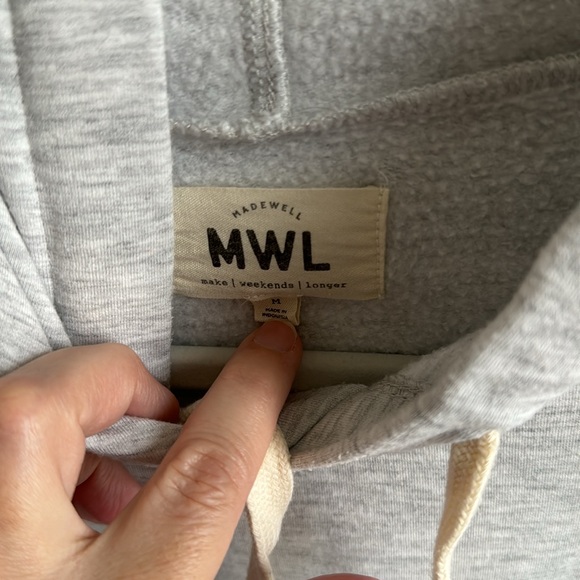 MADEWELL
MWL
make | weekends | longer
M